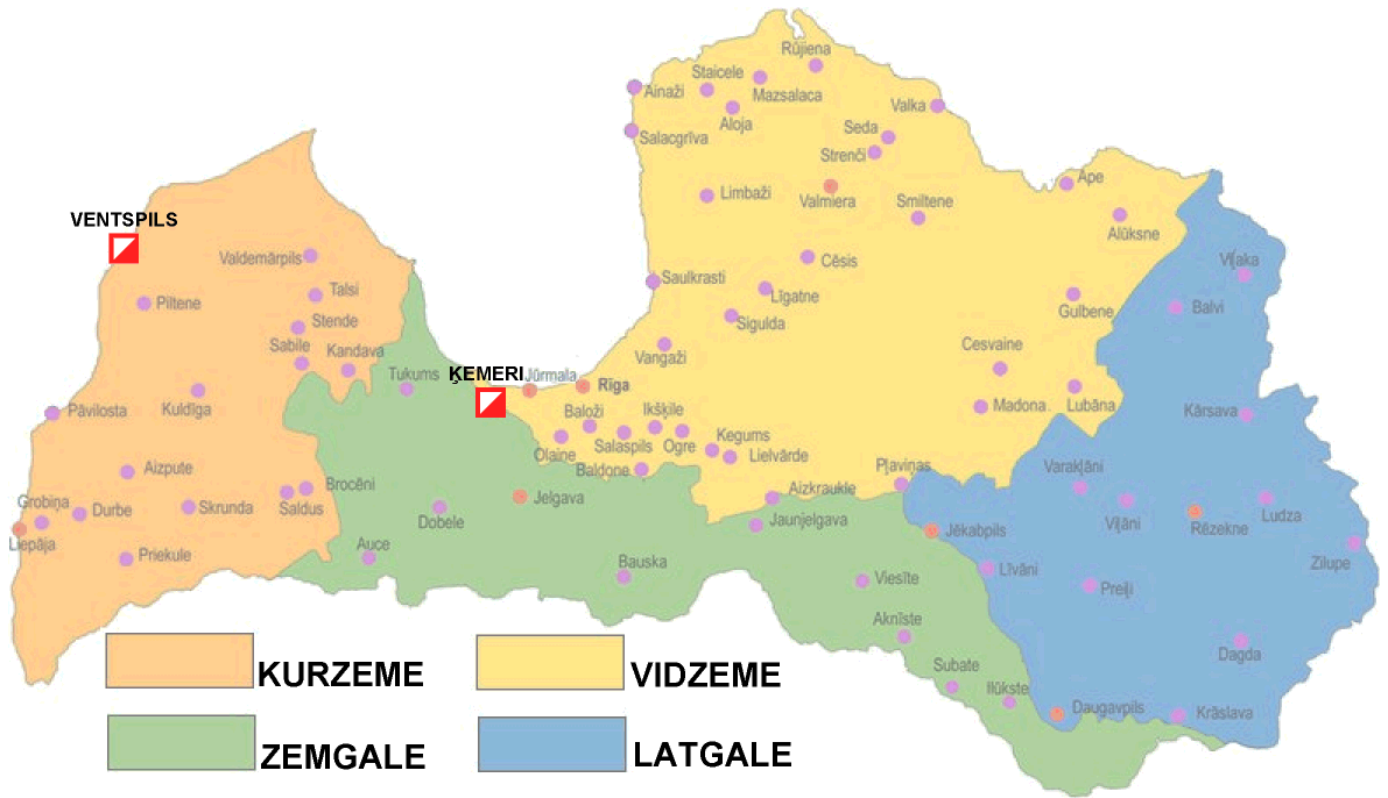 Rūjiena
Staicele
Ainaži
Mazsalaca
Valka
Aloja
Seda
Salacgrīva
Strenči
Ape
Limbaži
Valmiera
Smiltene
VENTSPILS
Alūksne
Valdemārpils
Cēsis
Viļaka
Saulkrasti
Talsi
Piltene
Līgatne
Balvi
Stende
Sigulda
Gulbene
Sabile
Kandava
Vangaži
Cesvaine
Tukums
ĶEMERI
Jūrmala
Rīga
Pāvilosta
Kuldīga
Baloži
Ikšķile
Madona
Lubāna
Kārsava
Salaspils
Ogre
Ķegums
Olaine
Lielvārde
Aizpute
Baldone
Pļaviņas
Varakļāni
Brocēni
Aizkraukle
Grobiņa
Durbe
Skrunda
Saldus
Jelgava
Dobele
Jaunjelgava
Jēkabpils
Viļāni
Rēzekne
Ludza
Liepāja
Priekule
Auce
Bauska
Viesīte
Līvāni
Preiļi
Zilupe
Aknīste
Dagda
Subate
Ilūkste
Daugavpils
Krāslava
KURZEME
VIDZEME
ZEMGALE
LATGALE